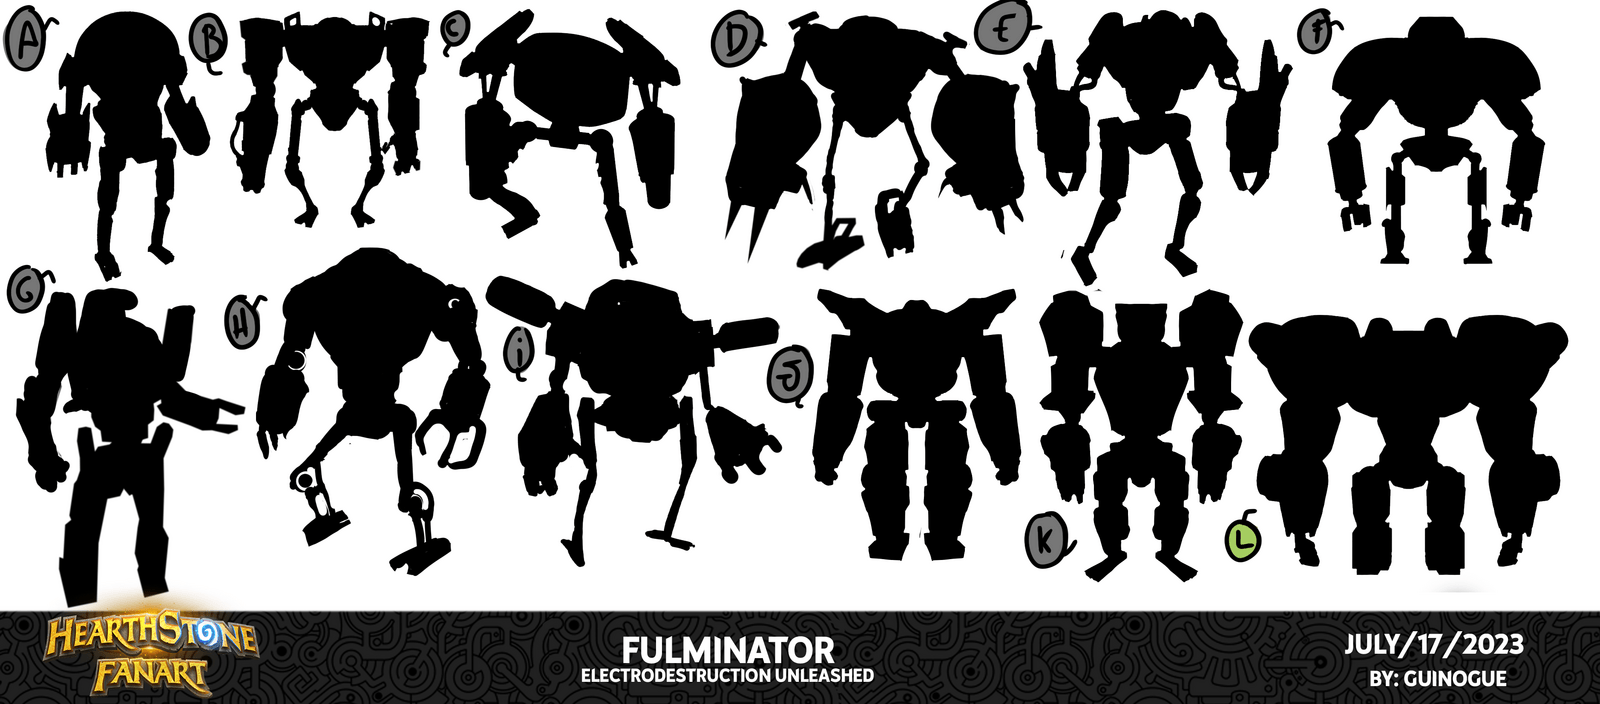 A
B
C
D
E
F
G
H
i
J
K
L
HEARTHSTONE
FANART
FULMINATOR
ELECTRODESTRUCTION UNLEASHED
JULY/17/2023
BY: GUINOGUE